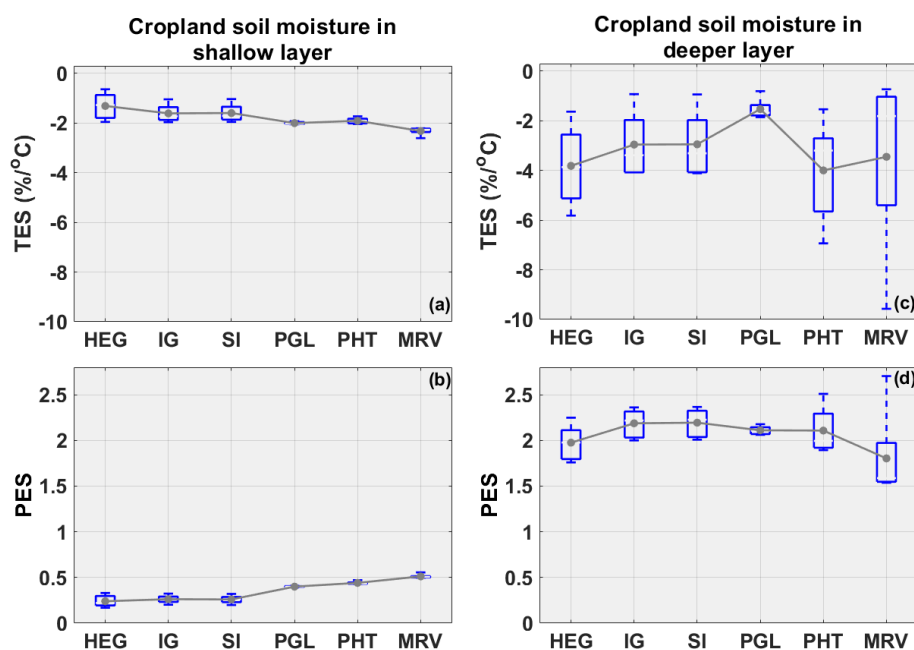 Cropland soil moisture in
shallow layer
TES (%/°C)
0
-2
-4
-6
-8
-10
(a)
HEG IG SI PGL PHT MRV
Cropland soil moisture in
deeper layer
TES (%/°C)
0
-2
-4
-6
-8
-10
(c)
HEG IG SI PGL PHT MRV
PES
2.5
2
1.5
1
0.5
0
(b)
HEG IG SI PGL PHT MRV
PES
2.5
2
1.5
1
0.5
0
(d)
HEG IG SI PGL PHT MRV